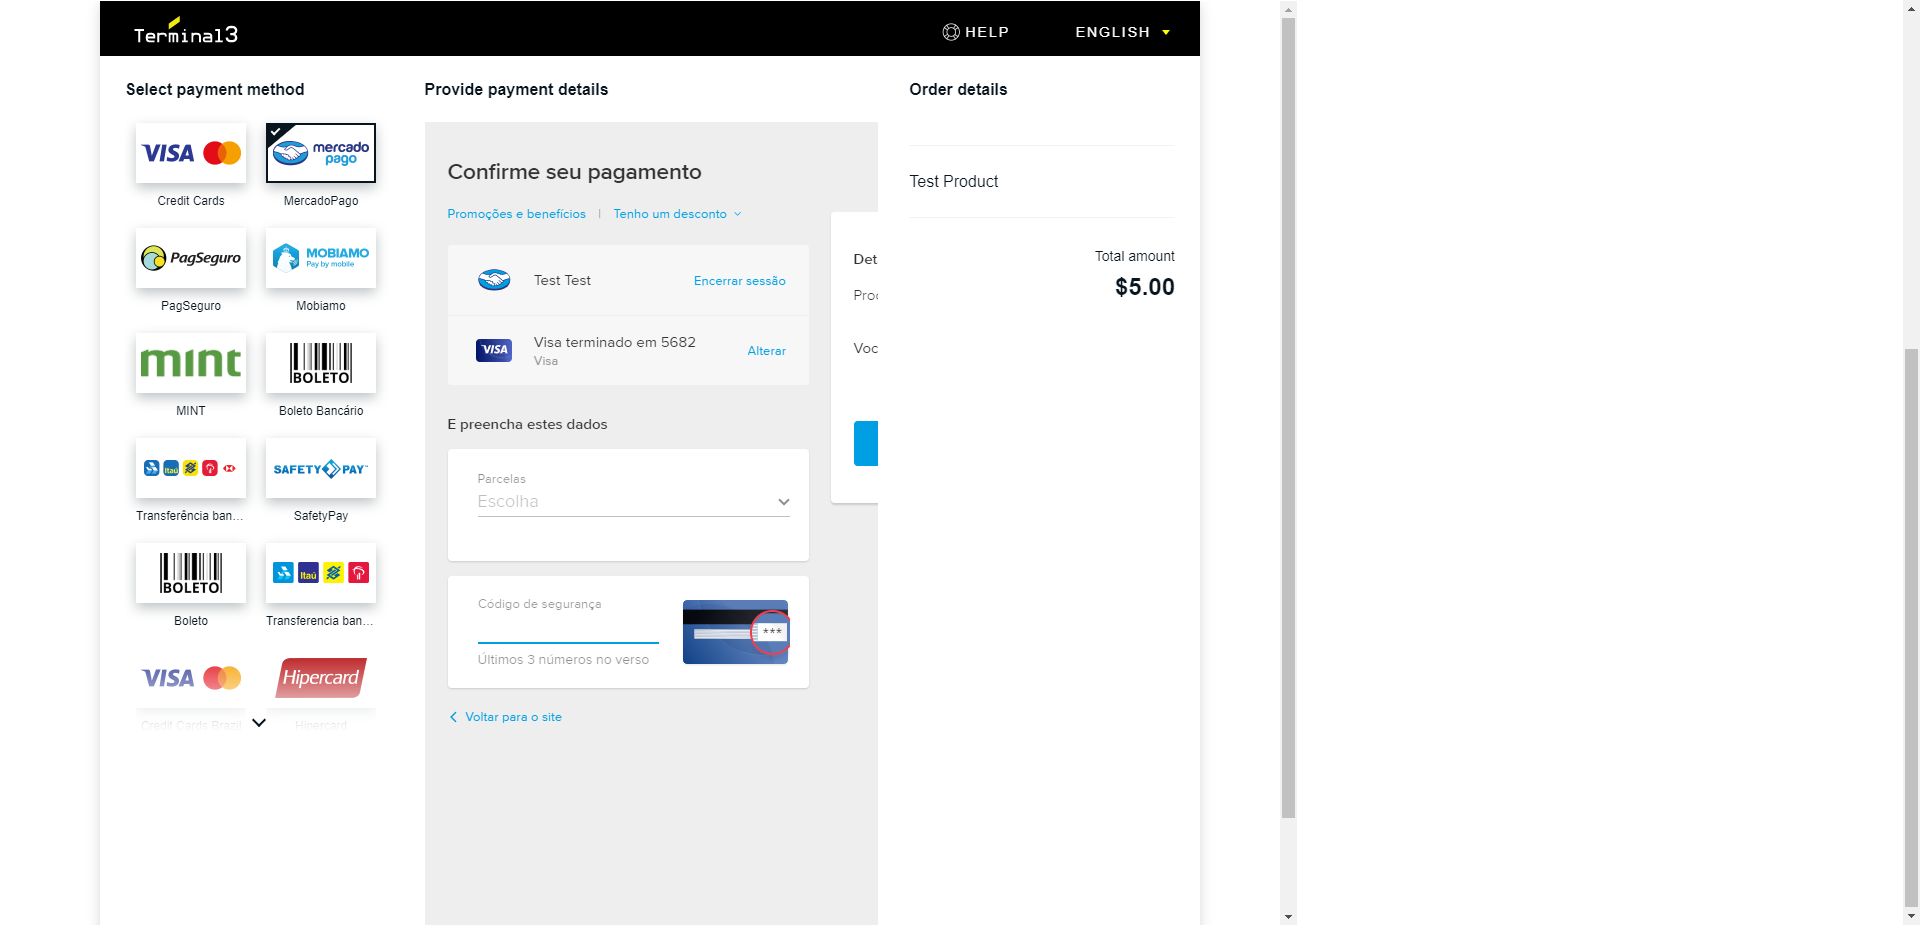 Terminal3
HELP
ENGLISH
Select payment method
VISA
Credit Cards
mercado
pago
MercadoPago
PagSeguro
PagSeguro
MOBIAMO
Pay by mobile
Mobiamo
mint
MINT
BOLETO
Boleto Bancário
Itaú
Transferência ban...
SAFETYPAY
SafetyPay
BOLETO
Boleto
Itaú
Transferencia ban...
VISA
Credit Cards Brazil
Hipercard
Hipercard
Provide payment details
Confirme seu pagamento
Promoções e benefícios | Tenho um desconto
Test Test
Encerrar sessão
VISA
Visa terminado em 5682
Visa
Alterar
E preencha estes dados
Parcelas
Escolha
Código de segurança
***
Últimos 3 números no verso
Voltar para o site
Det
Proc
Voc
Order details
Test Product
Total amount
$5.00